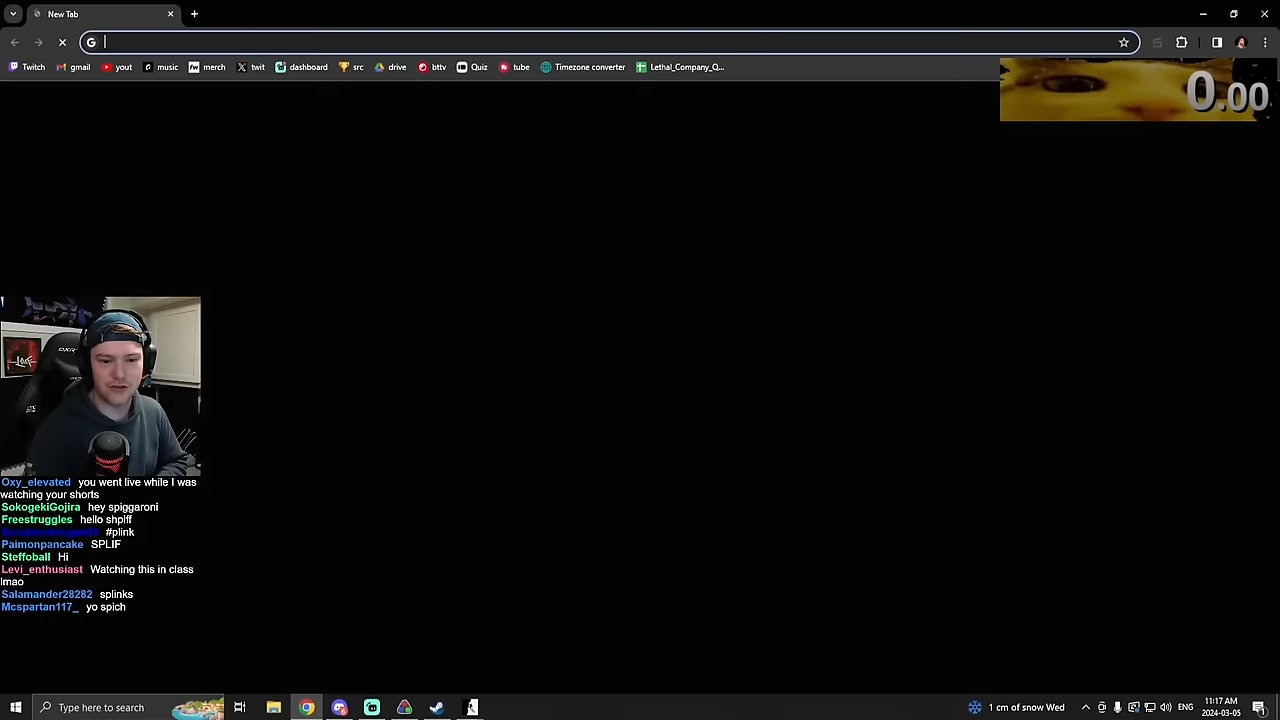 New Tab
Twitch gmail yout music merch twit dashboard src drive bttv Quiz tube Timezone converter Lethal_Company_Q...
0.00
Oxy_elevated you went live while I was
watching your shorts
SokogekiGojira hey spiggaroni
Freestruggles hello shpiff
#plink
Paimonpancake SPLIF
Steffoball Hi
Levi_enthusiast Watching this in class
lmao
Salamander28282 splinks
Mcspartan117_ yo spich
Type here to search
1 cm of snow Wed
ENG
11:17 AM
2024-03-05